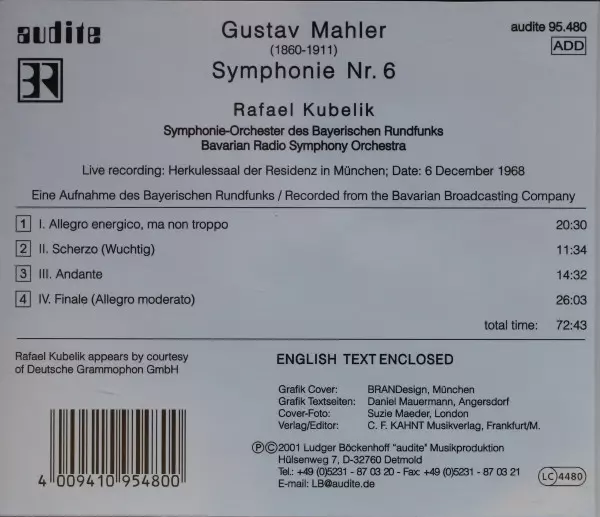 audite
Gustav Mahler
audite 95.480
(1860-1911)
ADD
BR
Symphonie Nr. 6
Rafael Kubelik
Symphonie-Orchester des Bayerischen Rundfunks
Bavarian Radio Symphony Orchestra
Live recording: Herkulessaal der Residenz in München; Date: 6 December 1968
Eine Aufnahme des Bayerischen Rundfunks / Recorded from the Bavarian Broadcasting Company
1 I. Allegro energico, ma non troppo 20:30
2 II. Scherzo (Wuchtig) 11:34
3 III. Andante 14:32
4 IV. Finale (Allegro moderato) 26:03
total time: 72:43
Rafael Kubelik appears by courtesy
of Deutsche Grammophon GmbH
ENGLISH TEXT ENCLOSED
Grafik Cover: BRANDesign, München
Grafik Textseiten: Daniel Mauermann, Angersdorf
Cover-Foto: Suzie Maeder, London
Verlag/Editor: C. F. KAHNT Musikverlag, Frankfurt/M.
Ⓟ©2001 Ludger Böckenhoff "audite" Musikproduktion
Hülsenweg 7, D-32760 Detmold
Tel.: +49 (0)5231 - 87 03 20 - Fax: +49 (0)5231 - 87 03 21
E-mail: LB@audite.de
LC 4480
4 009410 954800